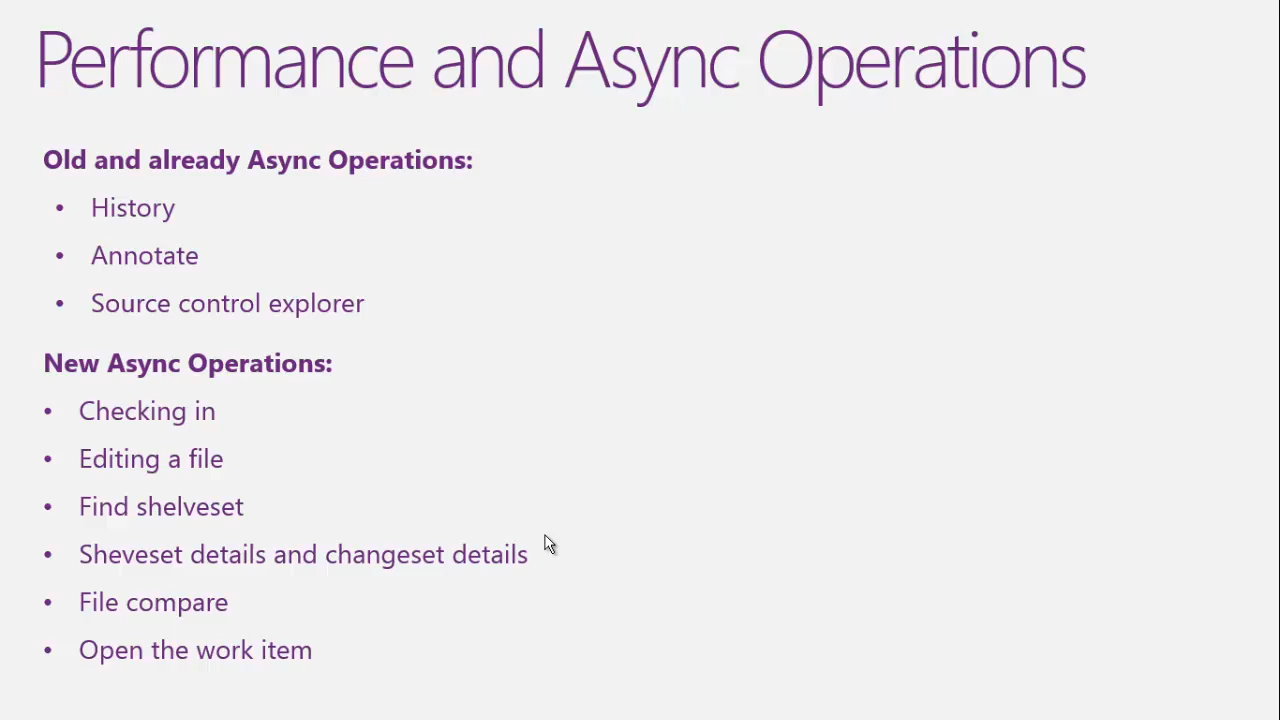 Performance and Async Operations
Old and already Async Operations:
• History
• Annotate
• Source control explorer
New Async Operations:
• Checking in
• Editing a file
• Find shelveset
• Sheveset details and changeset details
• File compare
• Open the work item